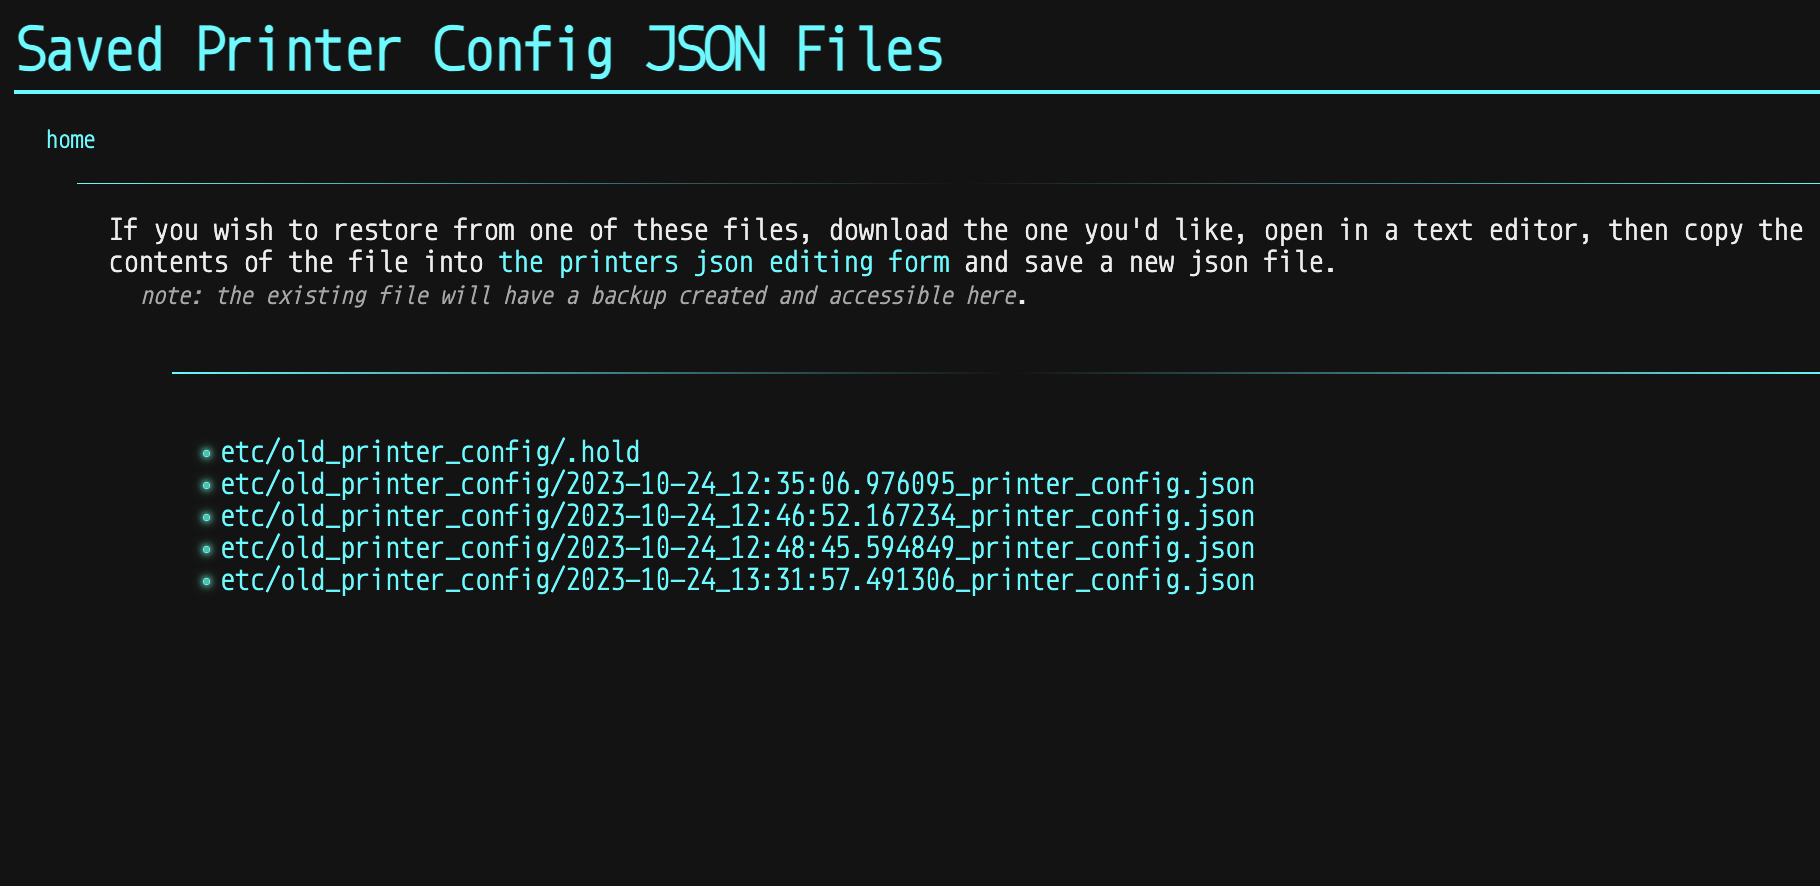 Saved Printer Config JSON Files
home
If you wish to restore from one of these files, download the one you'd like, open in a text editor, then copy the
contents of the file into the printers json editing form and save a new json file.
note: the existing file will have a backup created and accessible here.
etc/old_printer_config/.hold
etc/old_printer_config/2023-10-24_12:35:06.976095_printer_config.json
etc/old_printer_config/2023-10-24_12:46:52.167234_printer_config.json
etc/old_printer_config/2023-10-24_12:48:45.594849_printer_config.json
etc/old_printer_config/2023-10-24_13:31:57.491306_printer_config.json